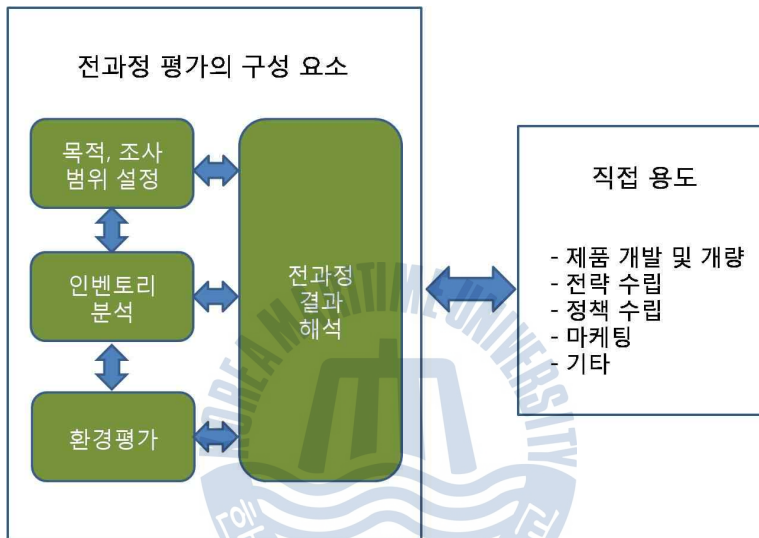 전과정 평가의 구성 요소
목적, 조사
범위 설정
인벤토리
분석
환경평가
전과정
결과
해석
직접 용도
- 제품 개발 및 개량
- 전략 수립
- 정책 수립
- 마케팅
- 기타
KOREA MARITIME UNIVERSITY